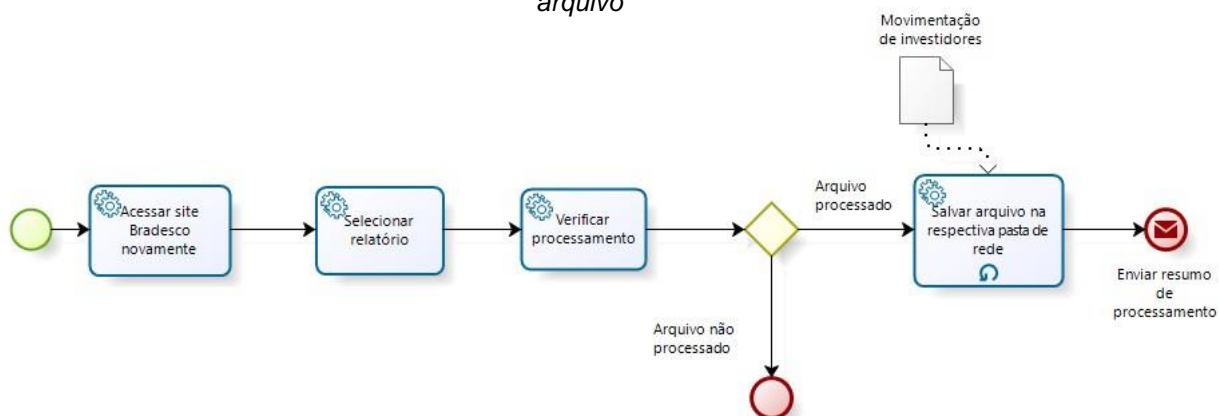 arquivo
Movimentação
de investidores
Acessar site
Bradesco
novamente
Selecionar
relatório
Verificar
processamento
Arquivo
processado
Salvar arquivo na
respectiva pasta de
rede
Enviar resumo
de
processamento
Arquivo não
processado